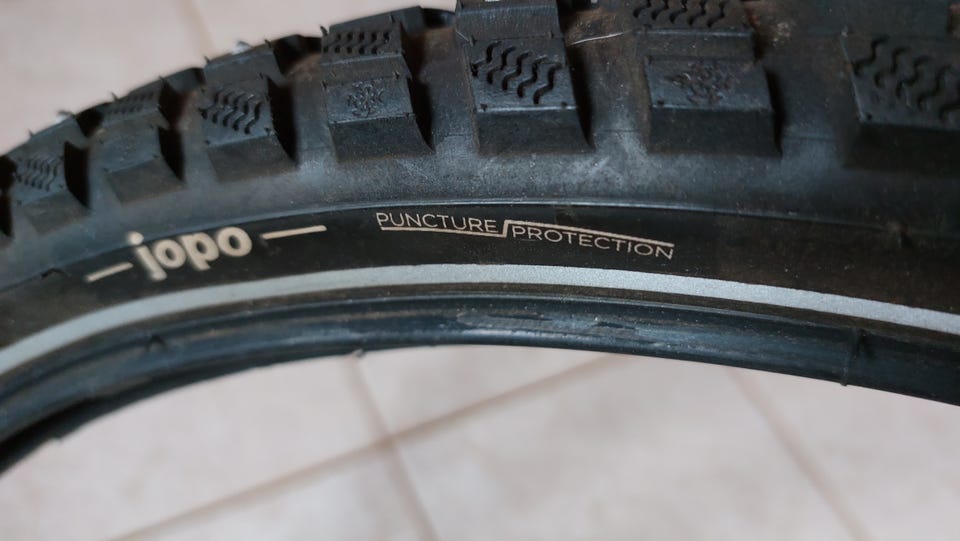 – jopo –
PUNCTURE PROTECTION